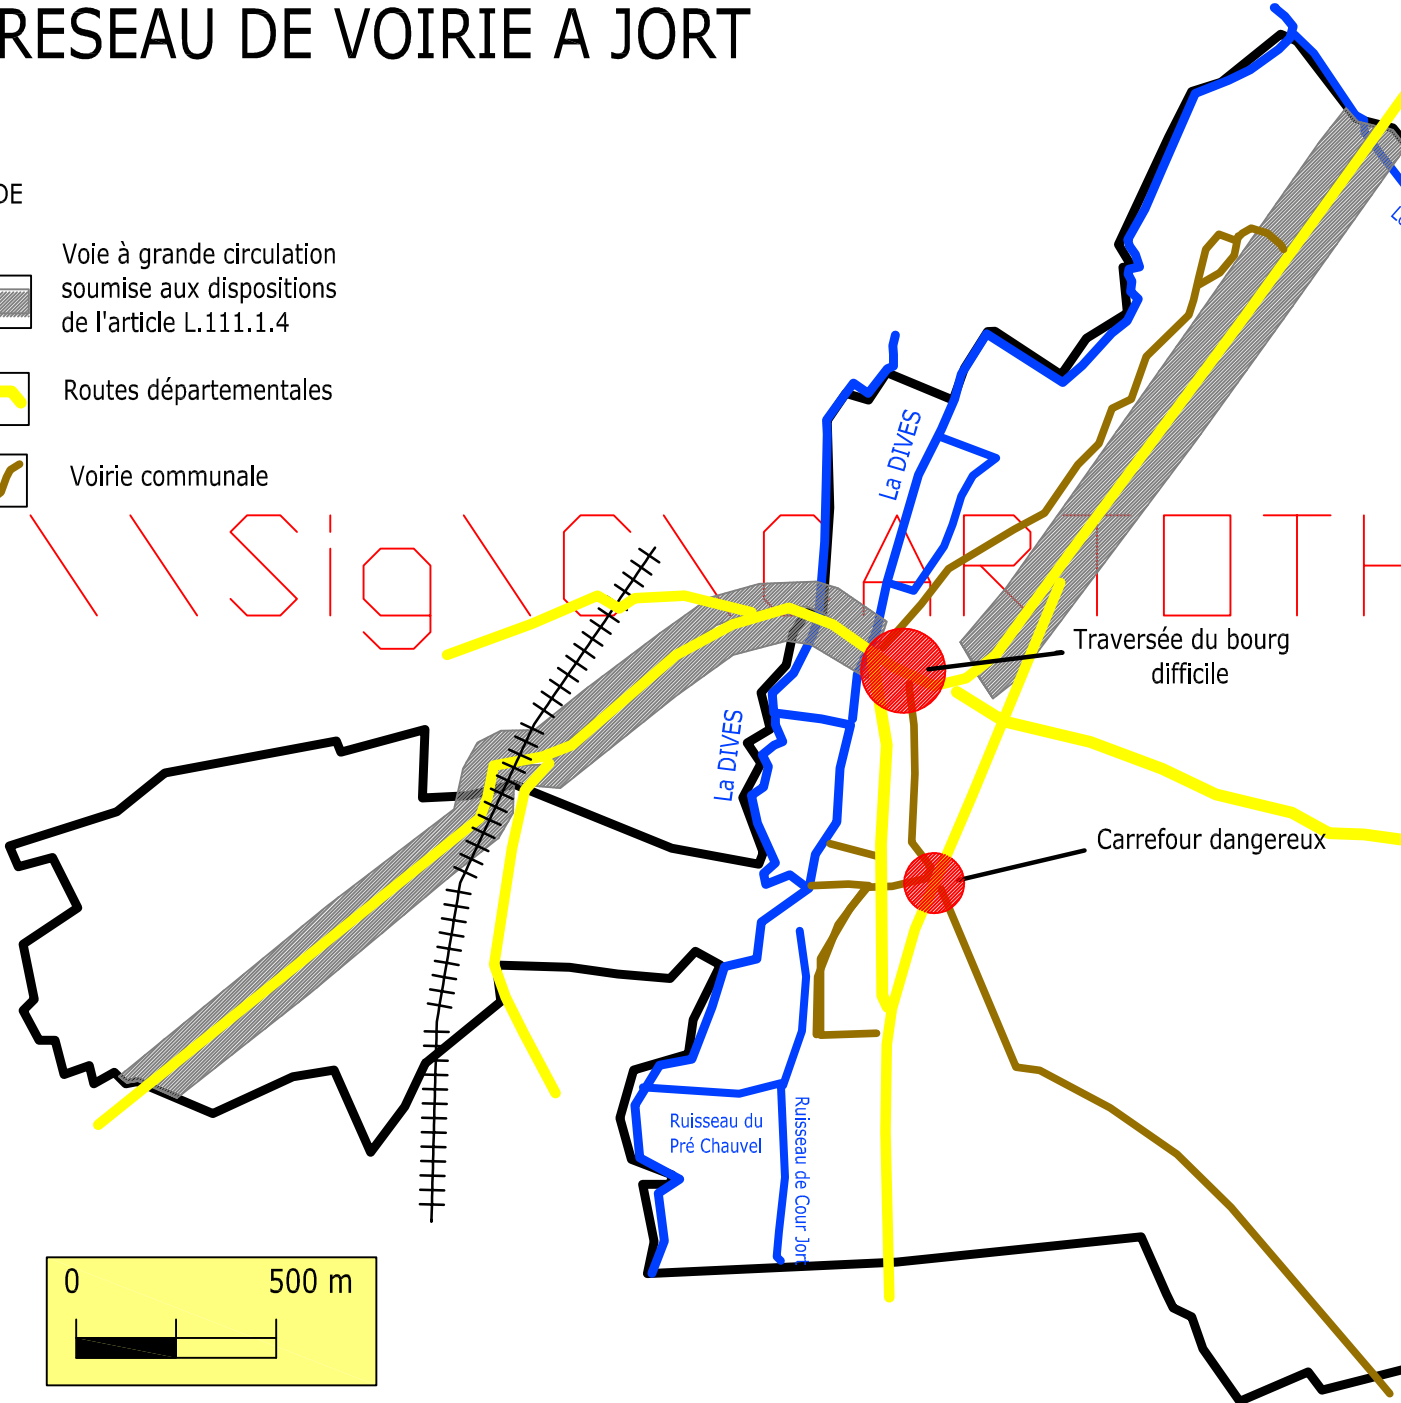 RESEAU DE VOIRIE A JORT
DE
Voie à grande circulation
soumise aux dispositions
de l'article L.111.1.4
Routes départementales
Voirie communale
\\Sig\C\CARTOTH
La DIVES
Traversée du bourg
difficile
La DIVES
Carrefour dangereux
Ruisseau du
Pré Chauvel
Ruisseau de Cour Jort
0 500 m